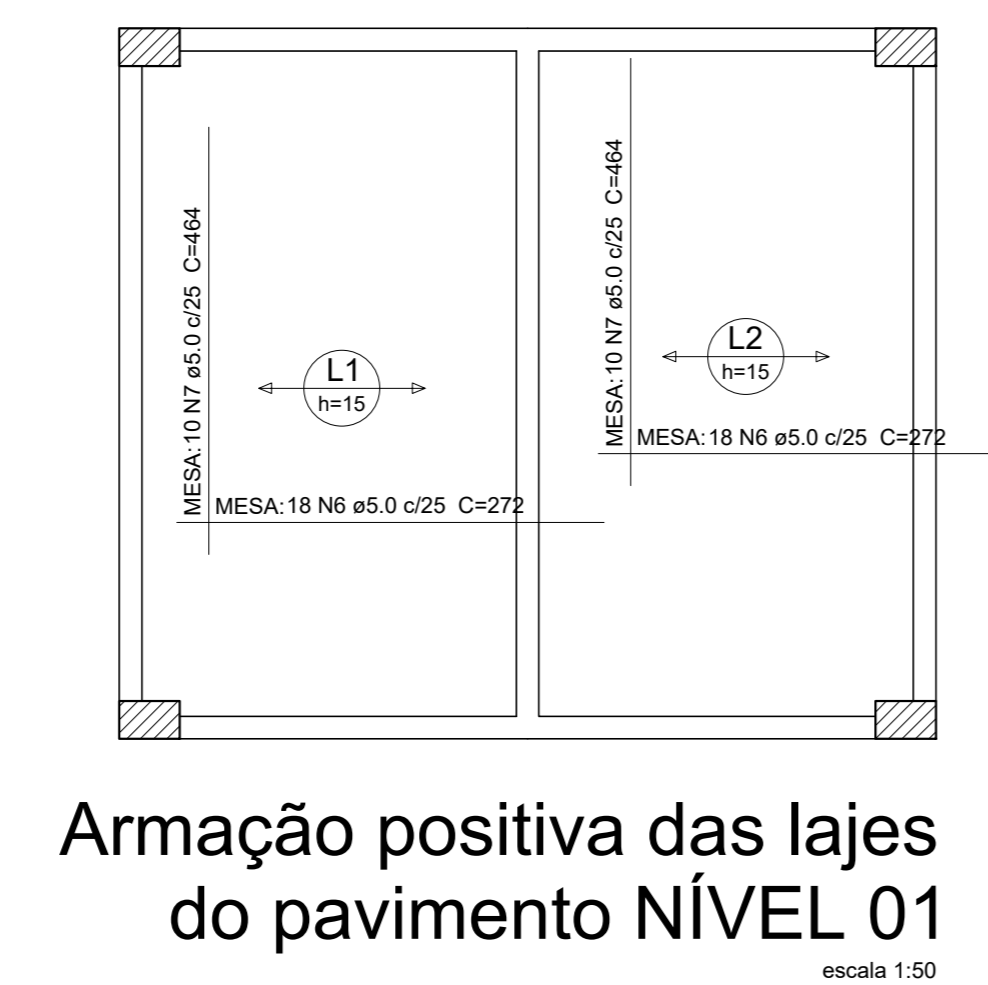 MESA: 10 N7 ø5.0 c/25 C=464
MESA: 10 N7 ø5.0 c/25 C=464
L1
h=15
L2
h=15
MESA: 18 N6 ø5.0 c/25 C=272
MESA: 18 N6 ø5.0 c/25 C=272
Armação positiva das lajes
do pavimento NÍVEL 01
escala 1:50